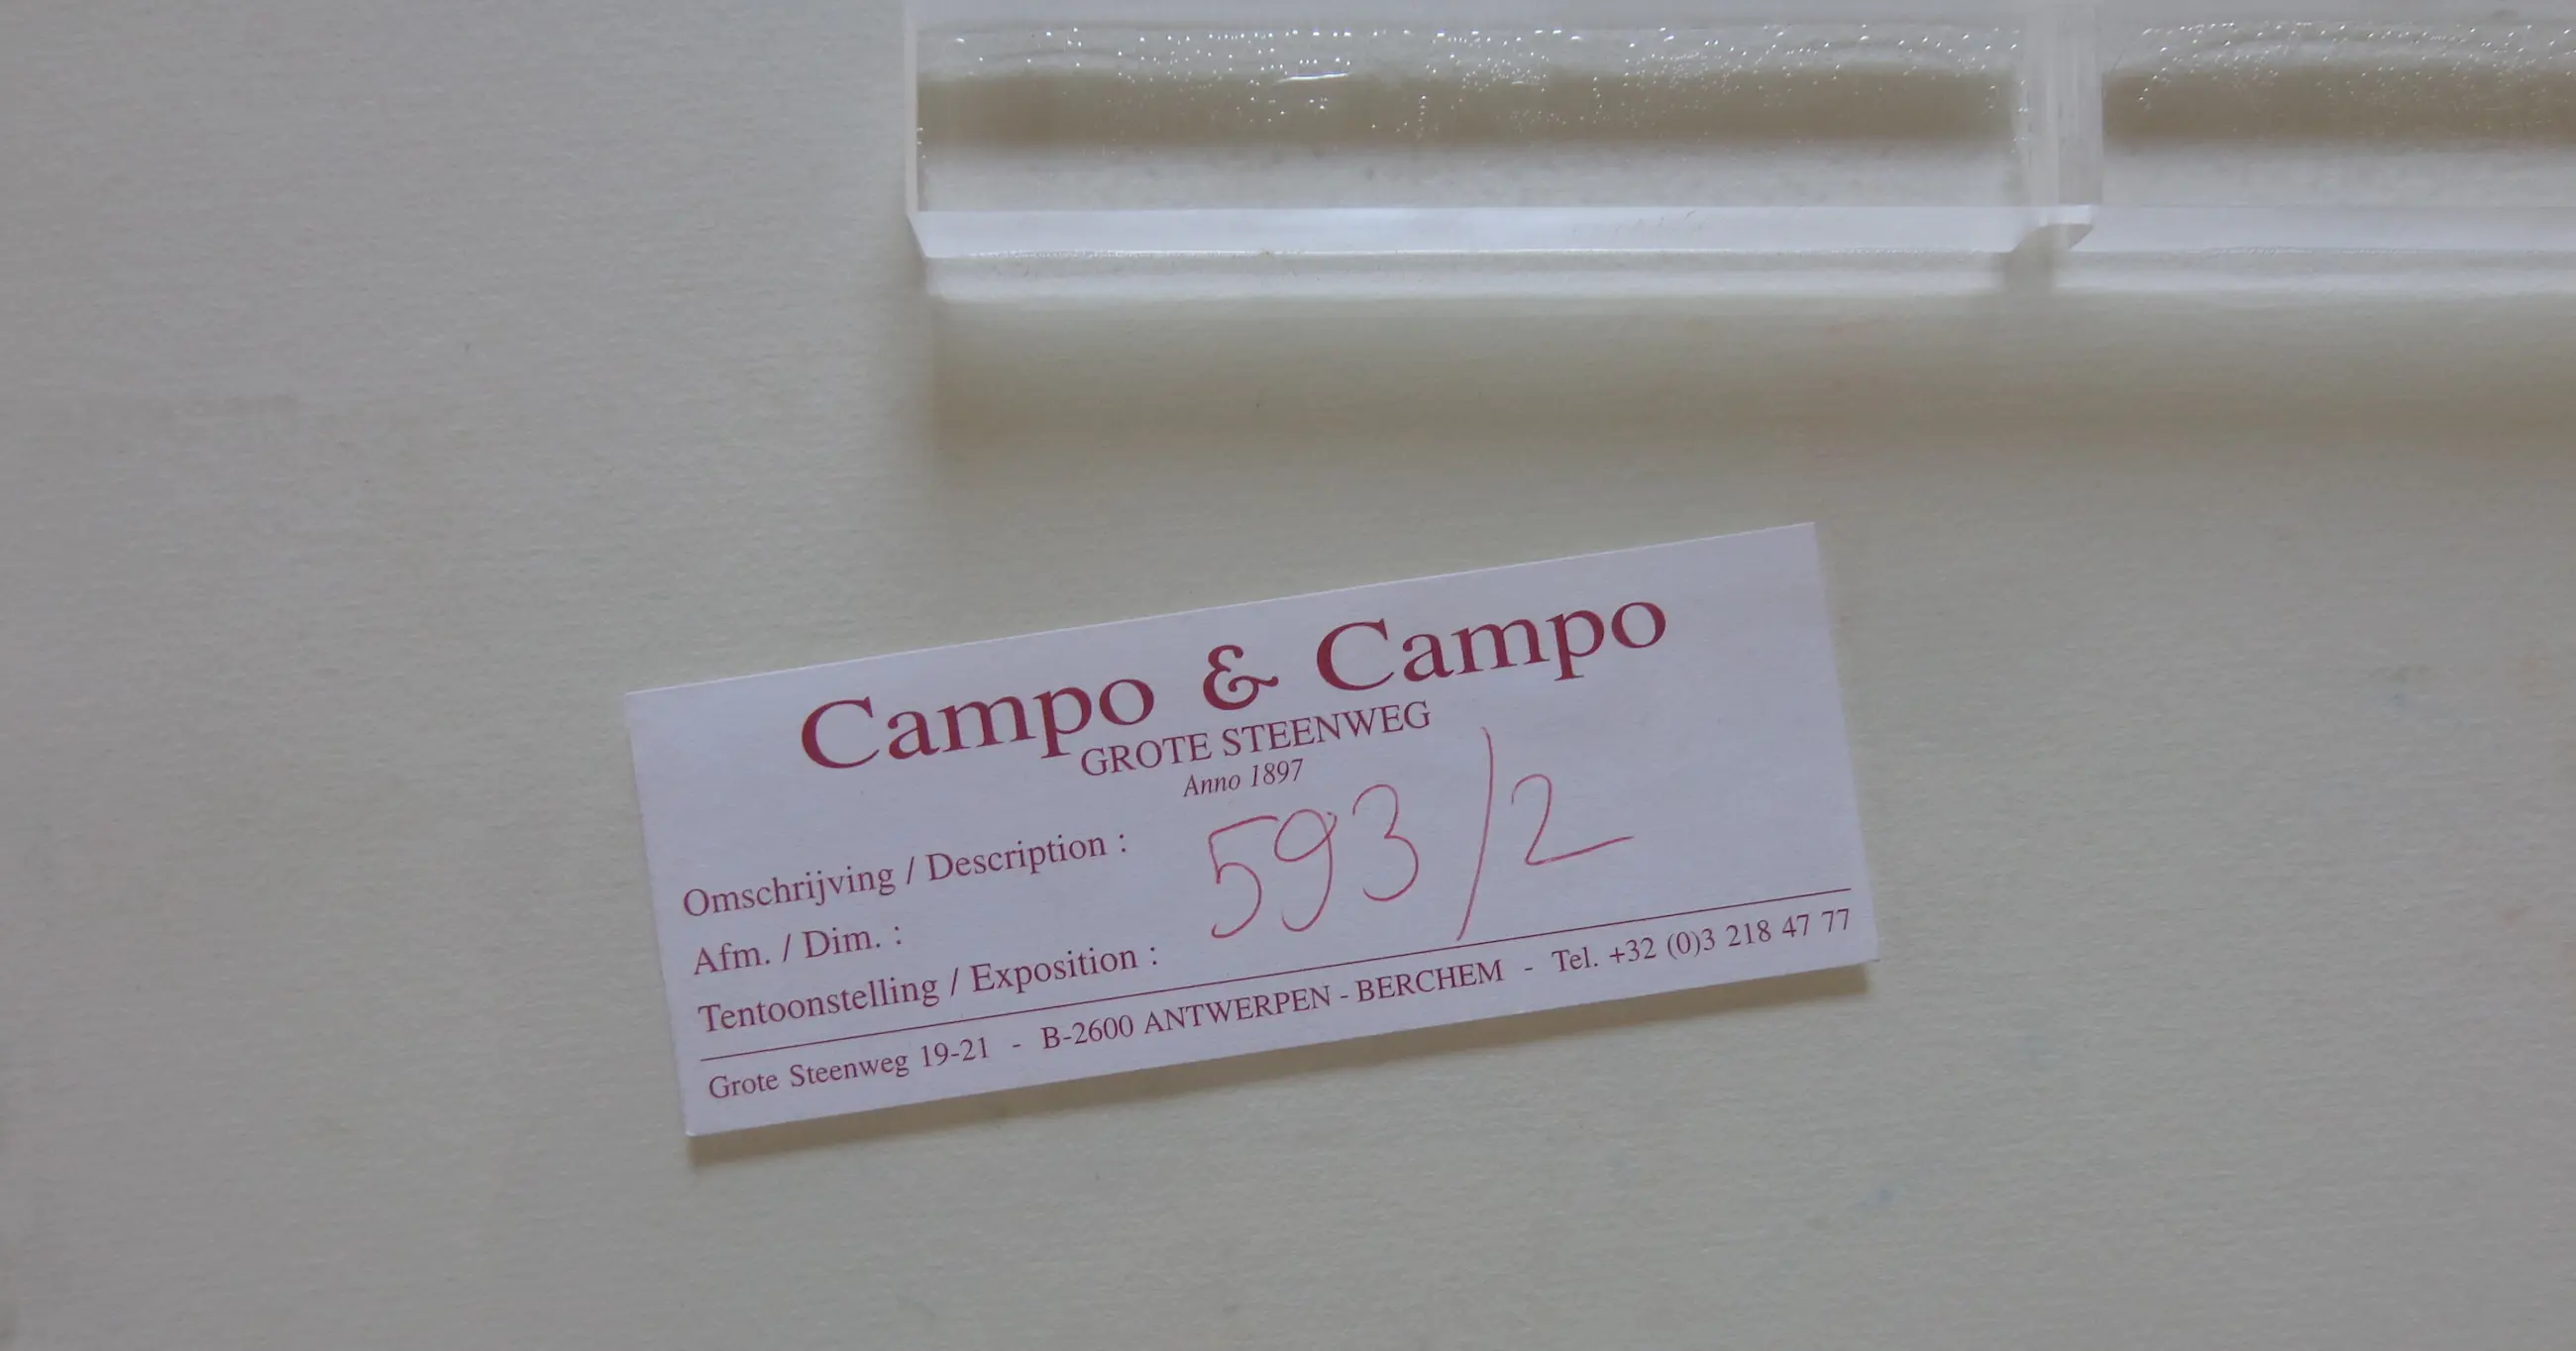 Campo & Campo
GROTE STEENWEG
Anno 1897
593/2
Omschrijving / Description :
Afm. / Dim. :
Tentoonstelling / Exposition :
Grote Steenweg 19-21 - B-2600 ANTWERPEN - BERCHEM - Tel. +32 (0)3 218 47 77